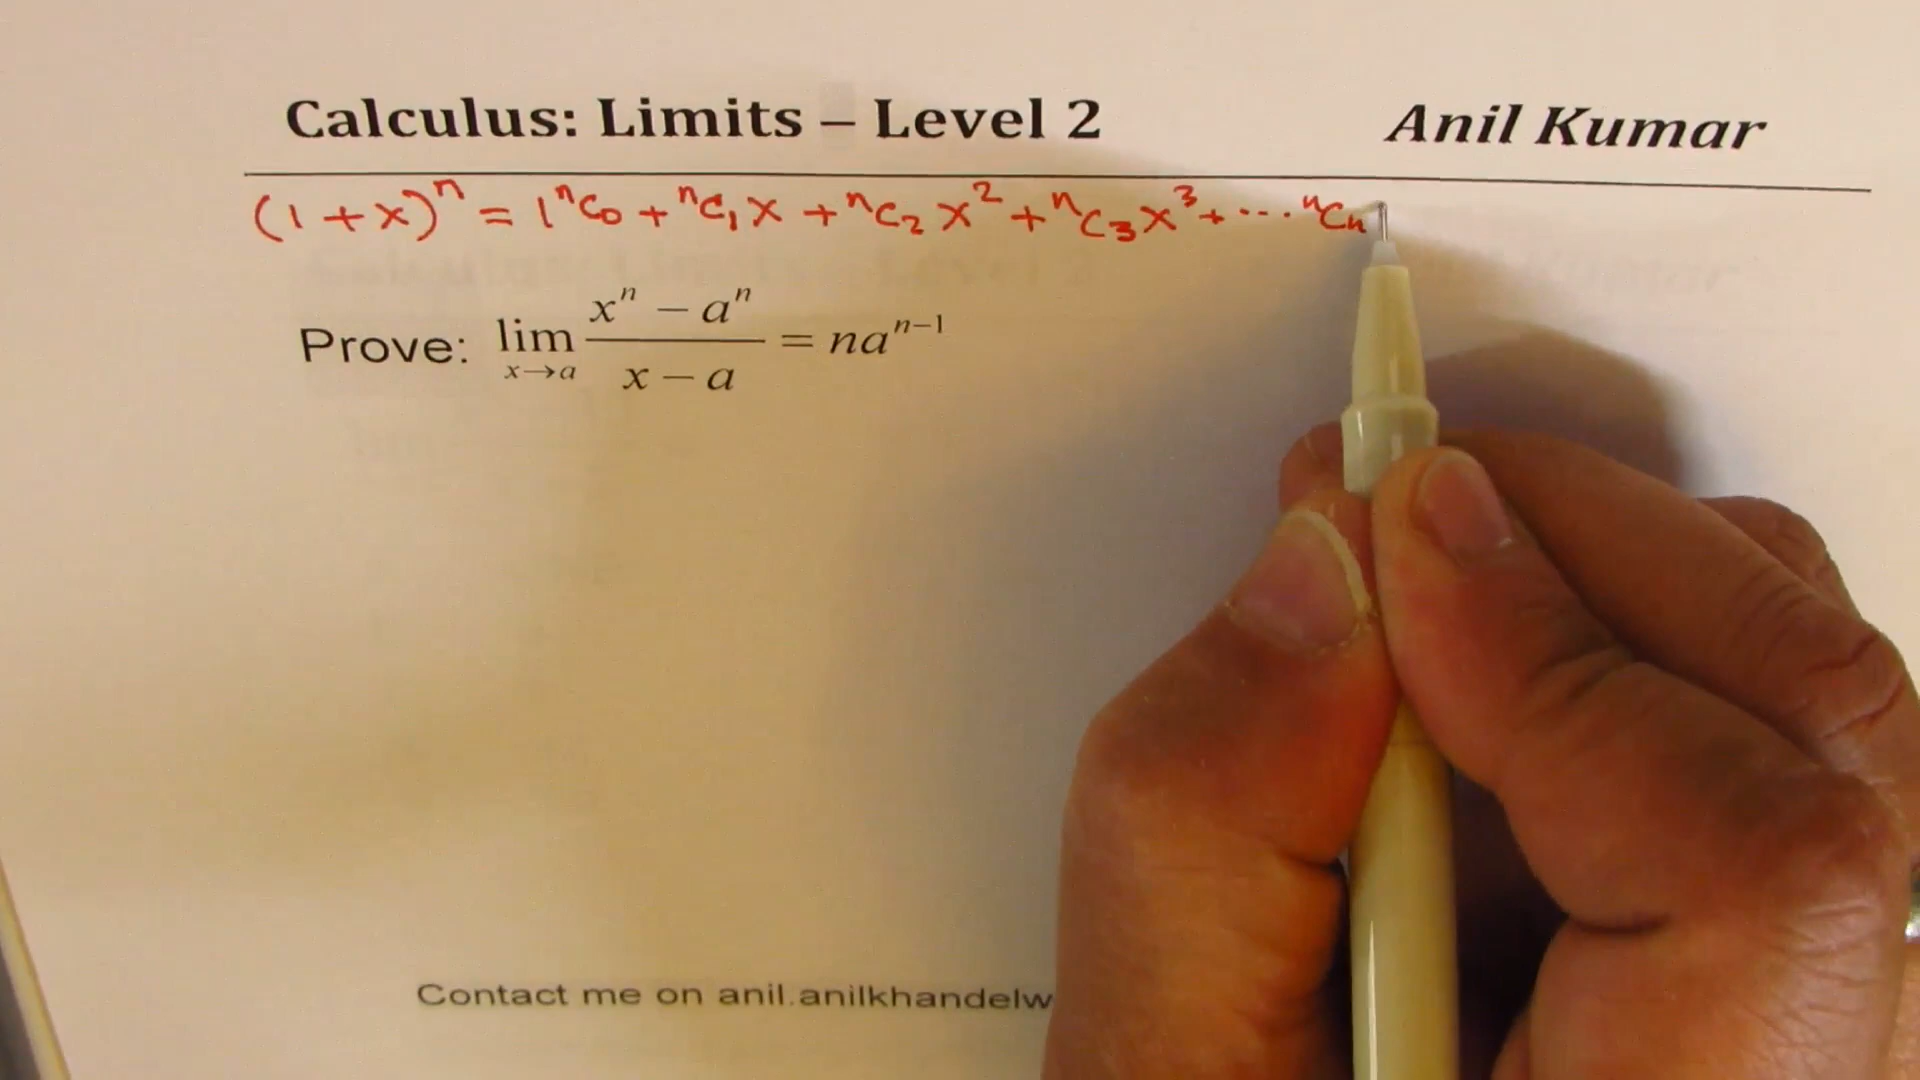 Calculus: Limits – Level 2 Anil Kumar
(1+x)ⁿ = 1ⁿC₀ + ⁿC₁x + ⁿC₂x² + ⁿC₃x³ + ... ⁿCₙ
Prove: lim x→a (xⁿ − aⁿ)/(x − a) = naⁿ⁻¹
Contact me on anil.anilkhandelw